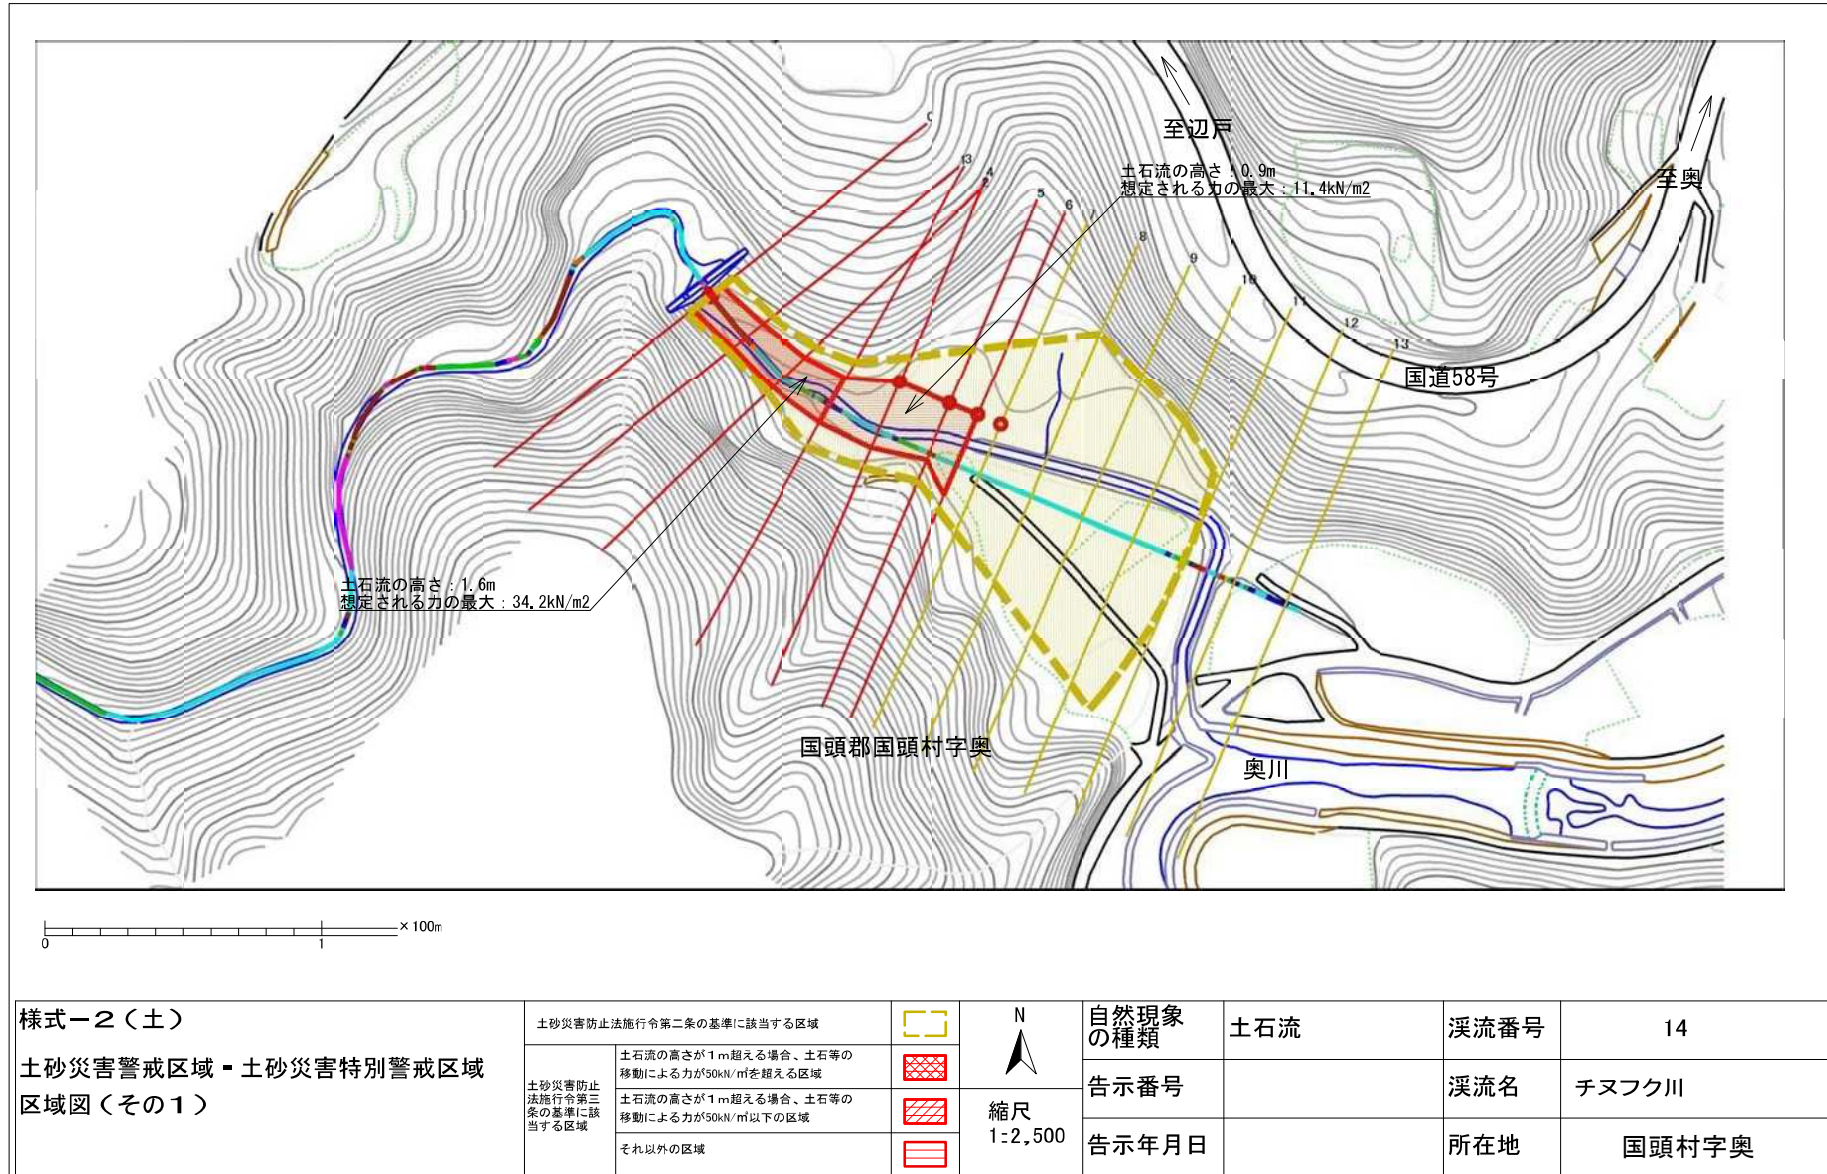 至辺戸
土石流の高さ：0.9m
想定される力の最大：11.4kN/m2
至奥
0
3
4
2
5
6
7
8
9
10
11
12
13
国道58号
土石流の高さ：1.6m
想定される力の最大：34.2kN/m2
国頭郡国頭村字奥
奥川
0 1 ×100m
様式－２（土）
土砂災害警戒区域・土砂災害特別警戒区域
区域図（その１）
土砂災害防止法施行令第二条の基準に該当する区域
土砂災害防止
法施行令第三
条の基準に該
当する区域
土石流の高さが１ｍ超える場合、土石等の
移動による力が50kN/㎡を超える区域
土石流の高さが１ｍ超える場合、土石等の
移動による力が50kN/㎡以下の区域
それ以外の区域
N
縮尺
1:2,500
自然現象
の種類
土石流
渓流番号
14
告示番号
渓流名
チヌフク川
告示年月日
所在地
国頭村字奥